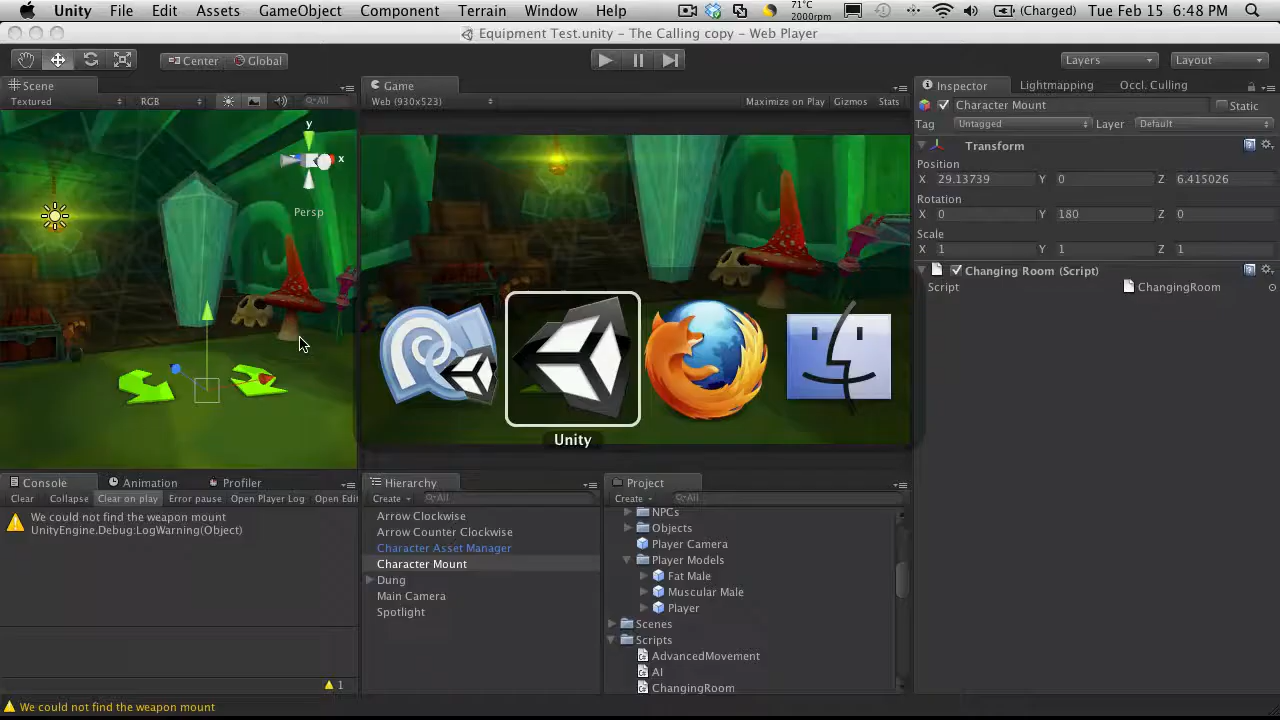 Unity File Edit Assets GameObject Component Terrain Window Help 71°C 2000rpm (Charged) Tue Feb 15 6:48 PM
Equipment Test.unity - The Calling copy - Web Player
Center Global Layers Layout
Scene Game Inspector Lightmapping Occl. Culling
Textured RGB All Web (930x523) Maximize on Play Gizmos Stats
Character Mount Static
Tag Untagged Layer Default
Transform
Position
X 29.13739 Y 0 Z 6.415026
Rotation
X 0 Y 180 Z 0
Scale
X 1 Y 1 Z 1
Changing Room (Script)
Script ChangingRoom
y
x
Persp
Unity
Console Animation Profiler
Clear Collapse Clear on play Error pause Open Player Log Open Edit
We could not find the weapon mount
UnityEngine.Debug:LogWarning(Object)
1
We could not find the weapon mount
Hierarchy
Create All
Arrow Clockwise
Arrow Counter Clockwise
Character Asset Manager
Character Mount
Dung
Main Camera
Spotlight
Project
Create All
NPCs
Objects
Player Camera
Player Models
Fat Male
Muscular Male
Player
Scenes
Scripts
AdvancedMovement
AI
ChangingRoom